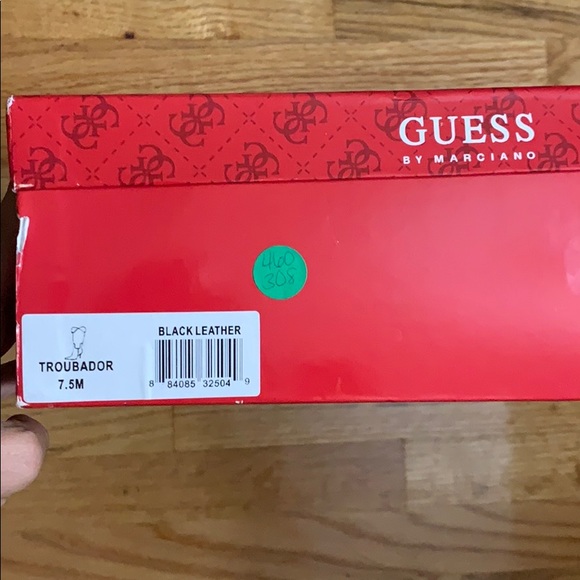 GUESS
BY MARCIANO
460
308
BLACK LEATHER
TROUBADOR
7.5M
8 84085 32504 9